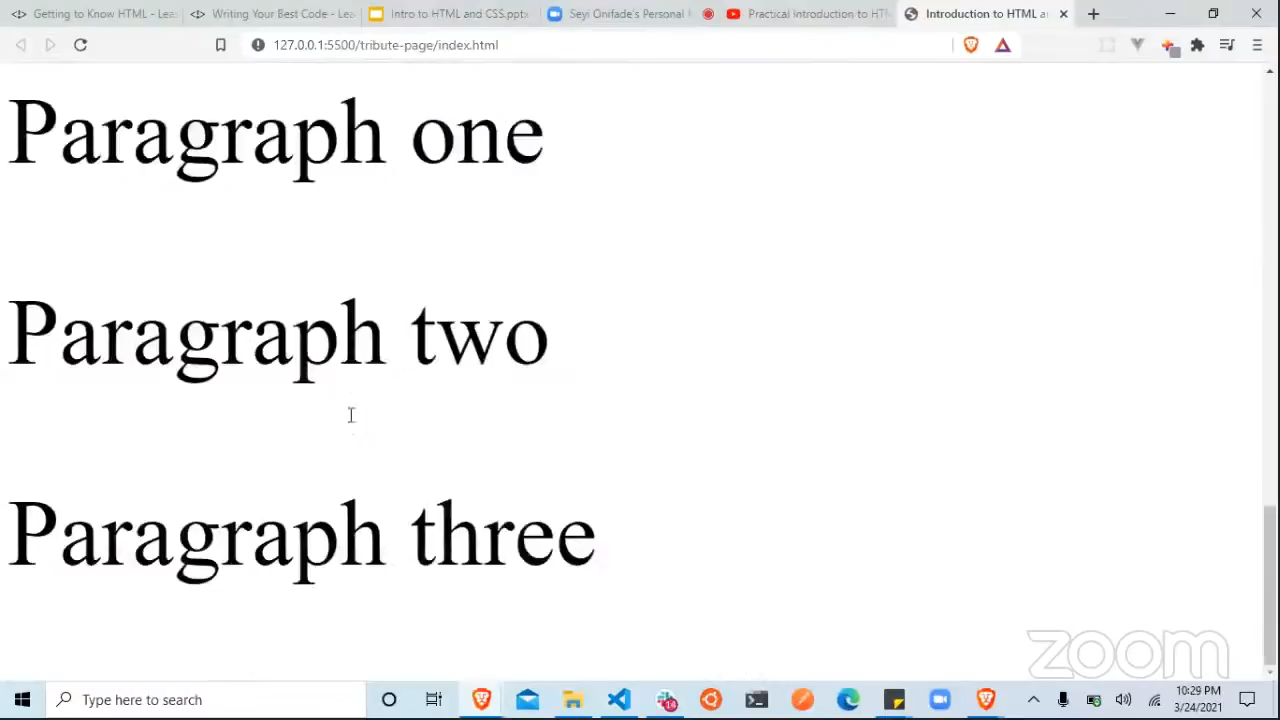 Getting to Know HTML - Lea
Writing Your Best Code - Lea
Intro to HTML and CSS.pptx
Seyi Onifade's Personal
Practical Introduction to HTM
Introduction to HTML a
127.0.0.1:5500/tribute-page/index.html
Paragraph one
Paragraph two
Paragraph three
zoom
Type here to search
10:29 PM
3/24/2021